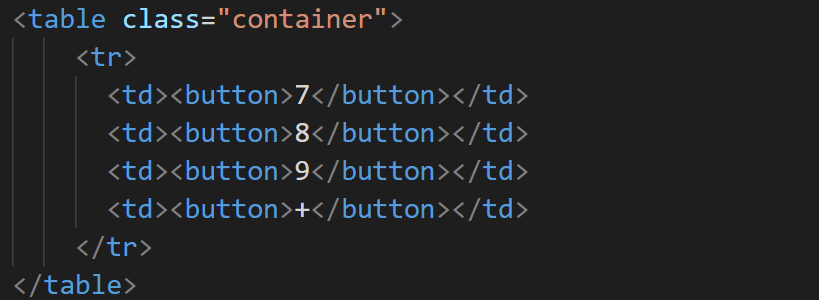 <table class="container">
<tr>
<td><button>7</button></td>
<td><button>8</button></td>
<td><button>9</button></td>
<td><button>+</button></td>
</tr>
</table>